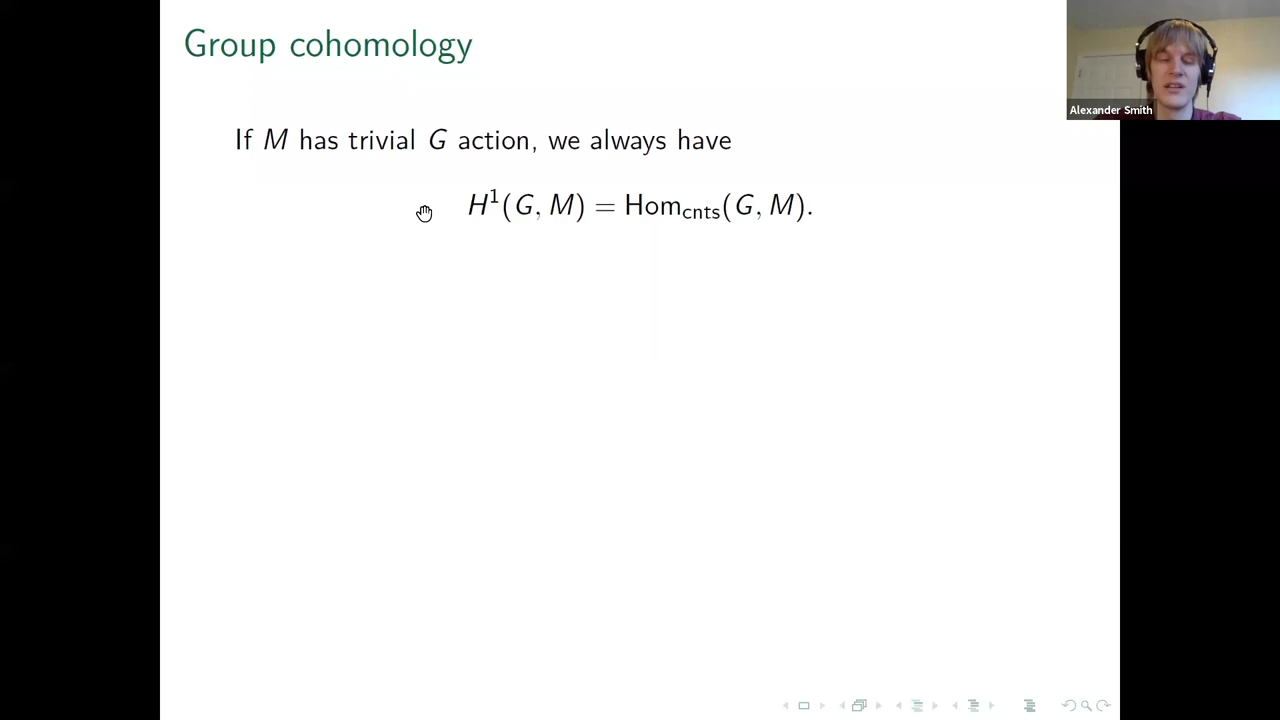 Group cohomology
Alexander Smith
If M has trivial G action, we always have
H¹(G, M) = Hom_cnts(G, M).